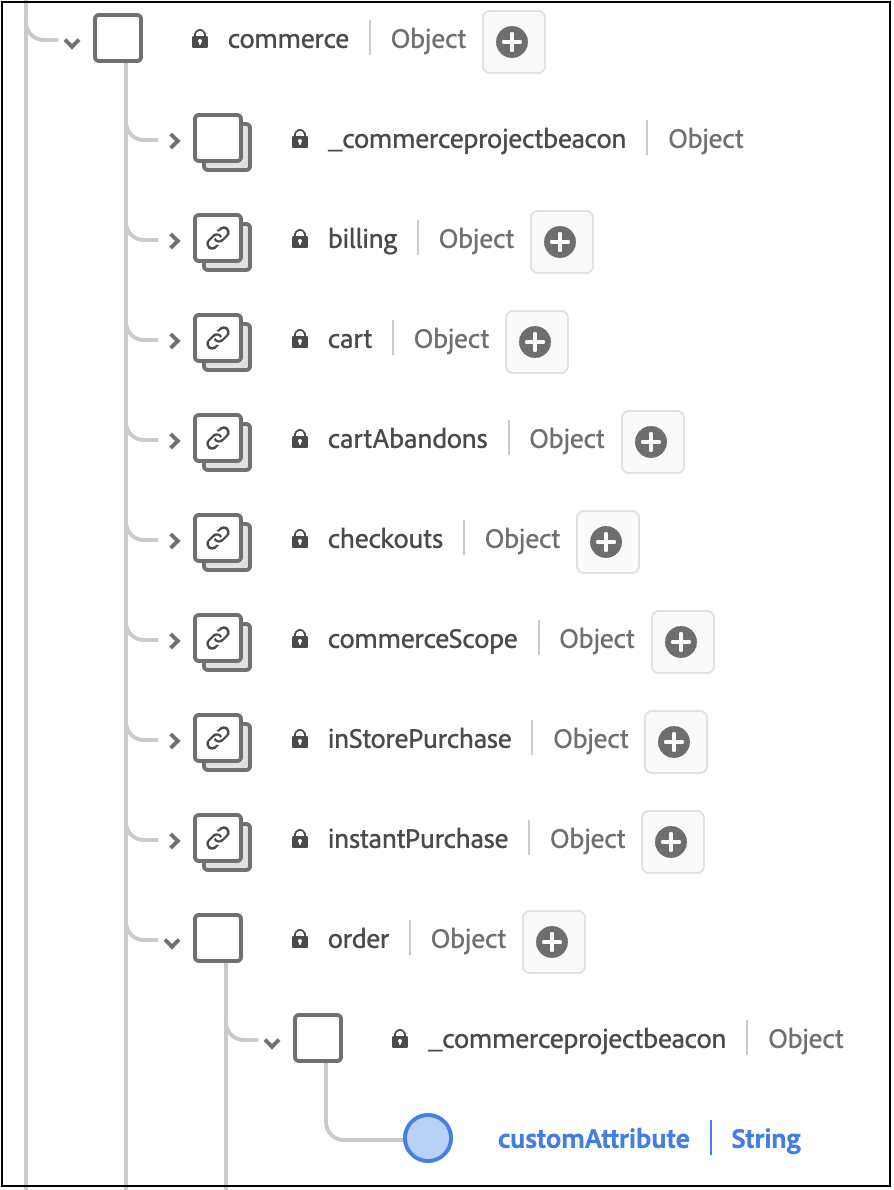 commerce Object
_commerceprojectbeacon Object
billing Object
cart Object
cartAbandons Object
checkouts Object
commerceScope Object
inStorePurchase Object
instantPurchase Object
order Object
_commerceprojectbeacon Object
customAttribute String